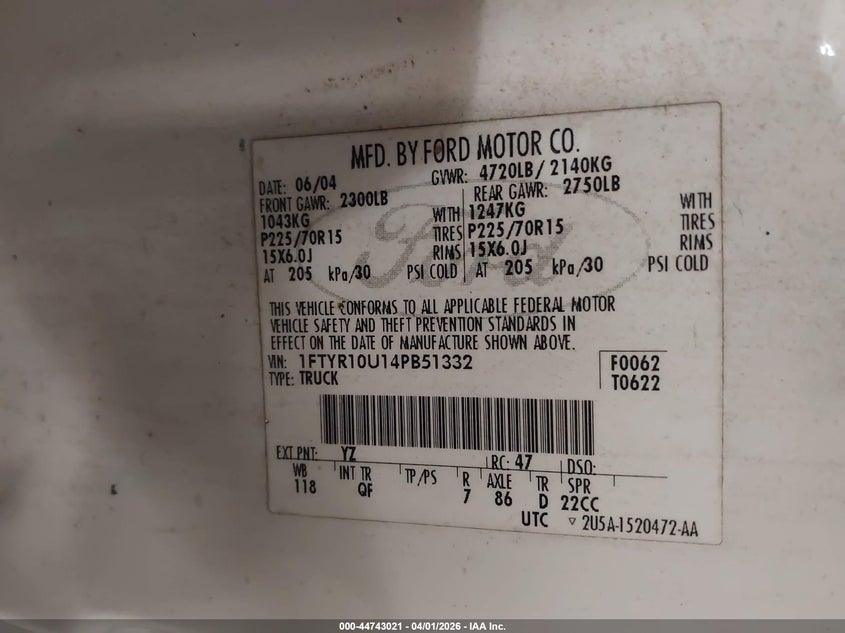 MFD. BY FORD MOTOR CO.
DATE: 06/04 GVWR: 4720LB/ 2140KG
FRONT GAWR: 2300LB REAR GAWR: 2750LB
1043KG WITH 1247KG WITH
P225/70R15 TIRES P225/70R15 TIRES
15X6.0J RIMS 15X6.0J RIMS
AT 205 kPa/30 PSI COLD AT 205 kPa/30 PSI COLD
Ford
THIS VEHICLE CONFORMS TO ALL APPLICABLE FEDERAL MOTOR
VEHICLE SAFETY AND THEFT PREVENTION STANDARDS IN
EFFECT ON THE DATE OF MANUFACTURE SHOWN ABOVE.
VIN: 1FTYR10U14PB51332 F0062
TYPE: TRUCK T0622
EXT PNT: YZ RC: 47 DSO:
WB INT TR TP/PS R AXLE TR SPR
118 QF 7 86 D 22CC
UTC ▽ 2U5A-1520472-AA
000-44743021 - 04/01/2026 - IAA Inc.